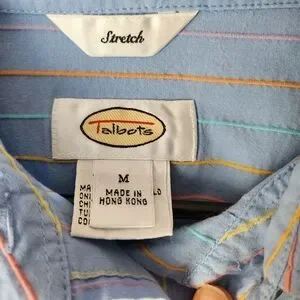 Stretch
Talbots
M
MADE IN
HONG KONG